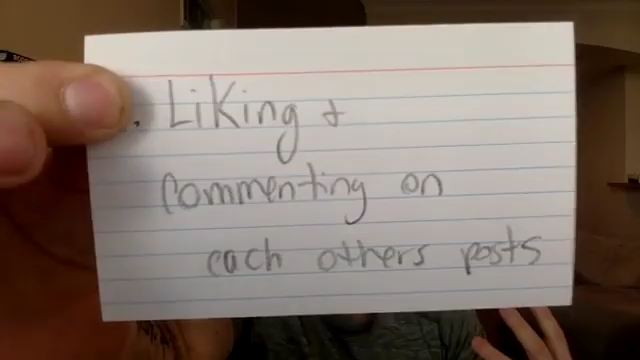 . Liking +
commenting on
each others posts